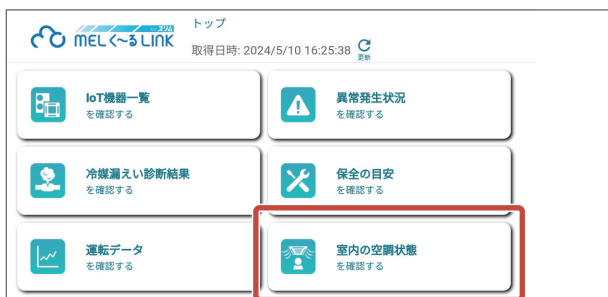 MELく〜るLINK
トップ
取得日時: 2024/5/10 16:25:38
更新
IoT機器一覧
を確認する
異常発生状況
を確認する
冷媒漏えい診断結果
を確認する
保全の目安
を確認する
運転データ
を確認する
室内の空調状態
を確認する